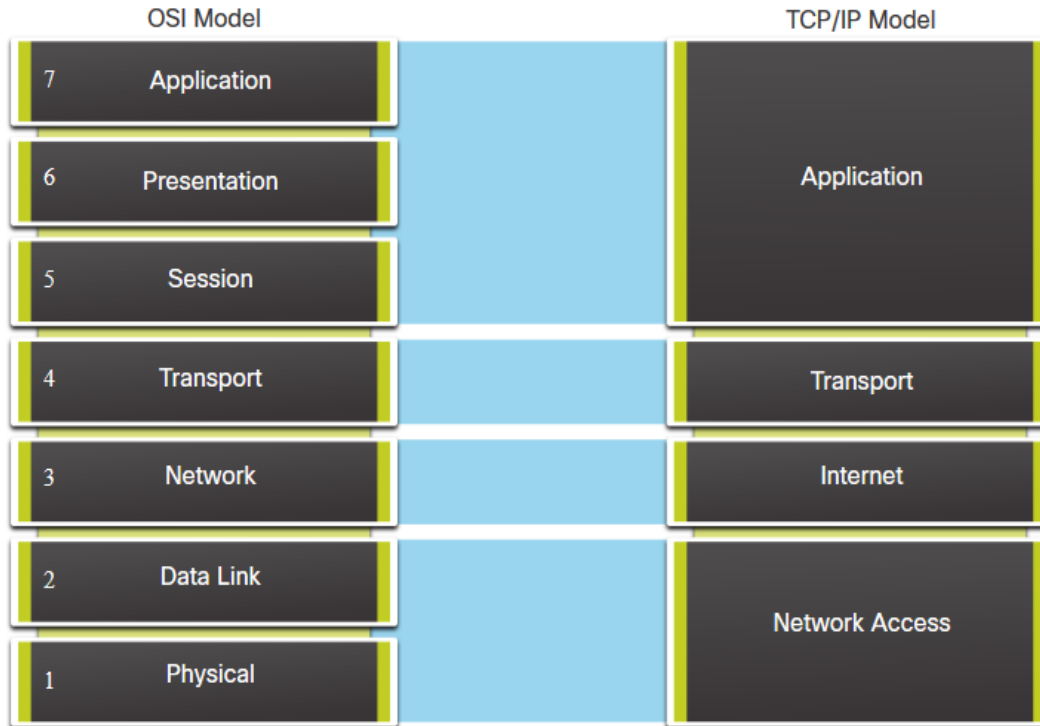 OSI Model
TCP/IP Model
7 Application
6 Presentation
5 Session
4 Transport
3 Network
2 Data Link
1 Physical
Application
Transport
Internet
Network Access